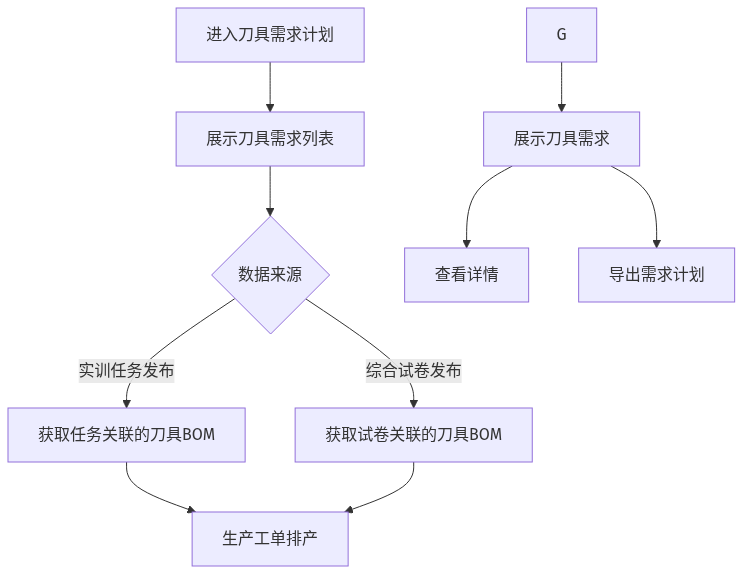 进入刀具需求计划
G
展示刀具需求列表
展示刀具需求
数据来源
查看详情
导出需求计划
实训任务发布
综合试卷发布
获取任务关联的刀具BOM
获取试卷关联的刀具BOM
生产工单排产